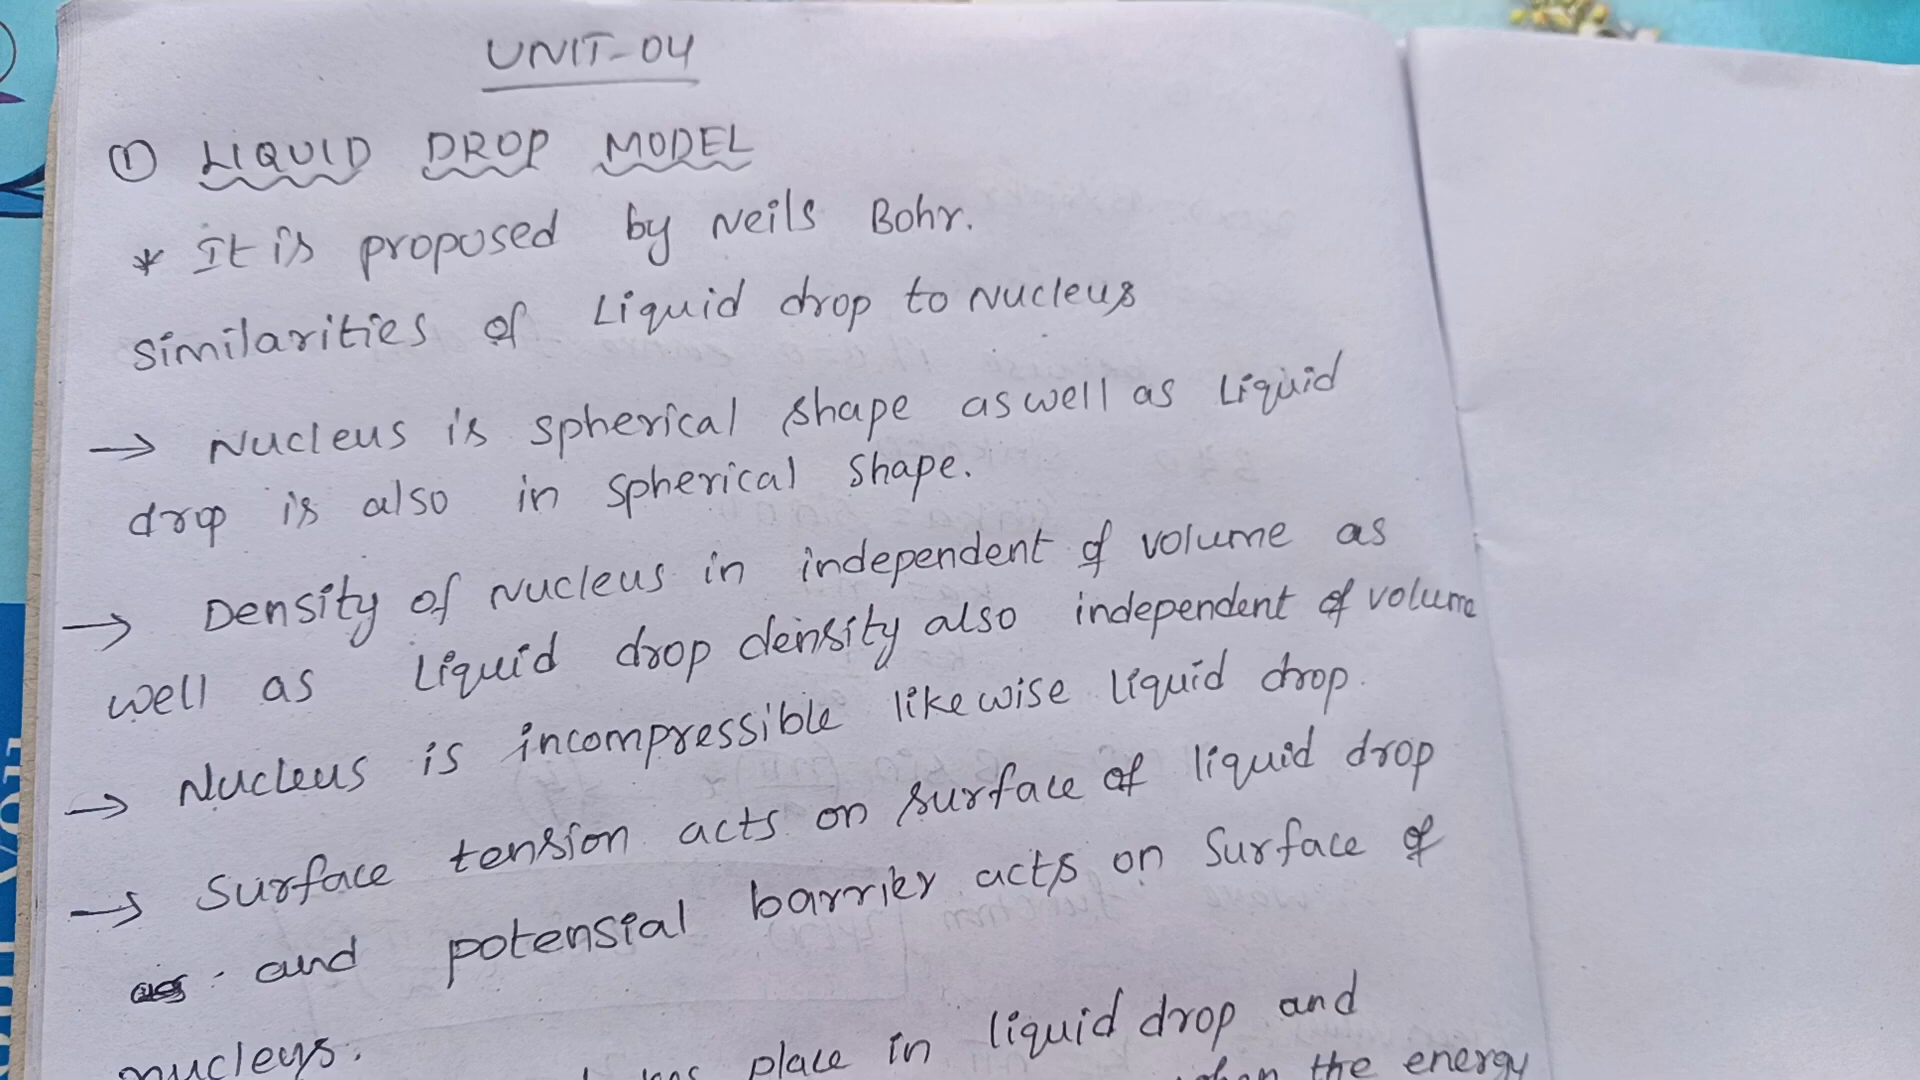 UNIT-04
① LIQUID DROP MODEL
* It is proposed by Neils Bohr.
Similarities of Liquid drop to Nucleus
→ Nucleus is spherical shape aswell as Liquid
drop is also in spherical shape.
→ Density of Nucleus in independent of volume as
well as Liquid drop density also independent of volume
→ Nucleus is incompressible likewise liquid drop.
→ Surface tension acts on surface of liquid drop
and potensial barrier acts on surface of
nucleus.
place in liquid drop and
the energy